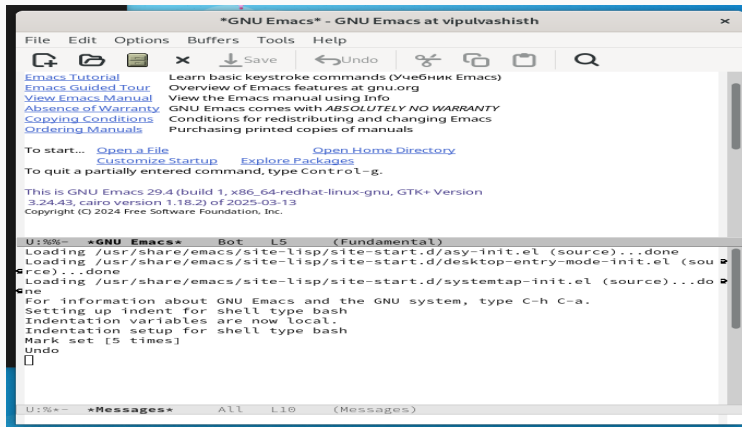 *GNU Emacs* - GNU Emacs at vipulvashisth
File Edit Options Buffers Tools Help
Save Undo
Emacs Tutorial Learn basic keystroke commands (Учебник Emacs)
Emacs Guided Tour Overview of Emacs features at gnu.org
View Emacs Manual View the Emacs manual using Info
Absence of Warranty GNU Emacs comes with ABSOLUTELY NO WARRANTY
Copying Conditions Conditions for redistributing and changing Emacs
Ordering Manuals Purchasing printed copies of manuals
To start... Open a File Open Home Directory
Customize Startup Explore Packages
To quit a partially entered command, type Control-g.
This is GNU Emacs 29.4 (build 1, x86_64-redhat-linux-gnu, GTK+ Version
3.24.43, cairo version 1.18.2) of 2025-03-13
Copyright (C) 2024 Free Software Foundation, Inc.
U:%%- *GNU Emacs* Bot L5 (Fundamental)
Loading /usr/share/emacs/site-lisp/site-start.d/asy-init.el (source)...done
Loading /usr/share/emacs/site-lisp/site-start.d/desktop-entry-mode-init.el (sou
rce)...done
Loading /usr/share/emacs/site-lisp/site-start.d/systemtap-init.el (source)...do
ne
For information about GNU Emacs and the GNU system, type C-h C-a.
Setting up indent for shell type bash
Indentation variables are now local.
Indentation setup for shell type bash
Mark set [5 times]
Undo
U:%*- *Messages* All L10 (Messages)